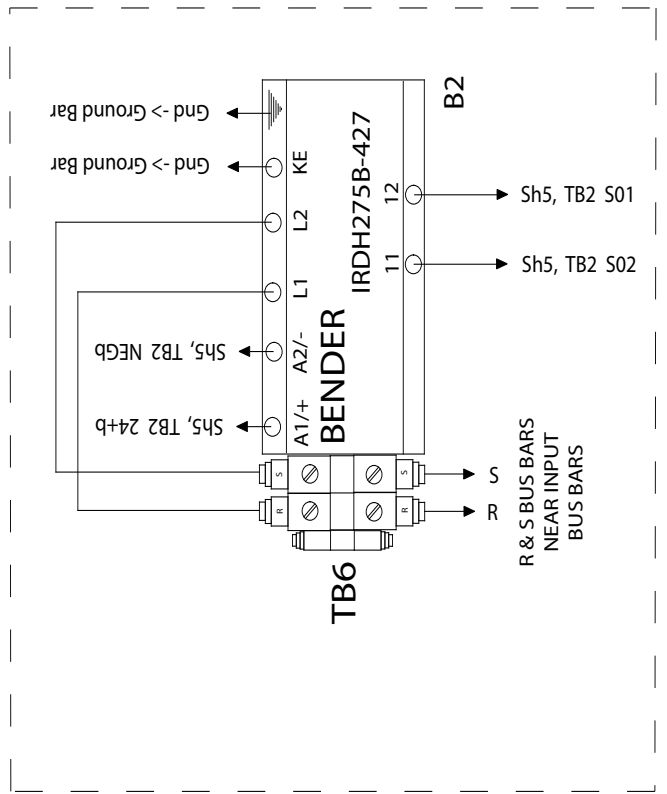 Gnd -> Ground Bar
Gnd -> Ground Bar
Sh5, TB2 NEGb
Sh5, TB2 24+b
KE
L2
L1
A2/-
A1/+
BENDER
IRDH275B-427
B2
12
11
Sh5, TB2 S01
Sh5, TB2 S02
S
S
S
R
R
R
R & S BUS BARS
NEAR INPUT
BUS BARS
TB6